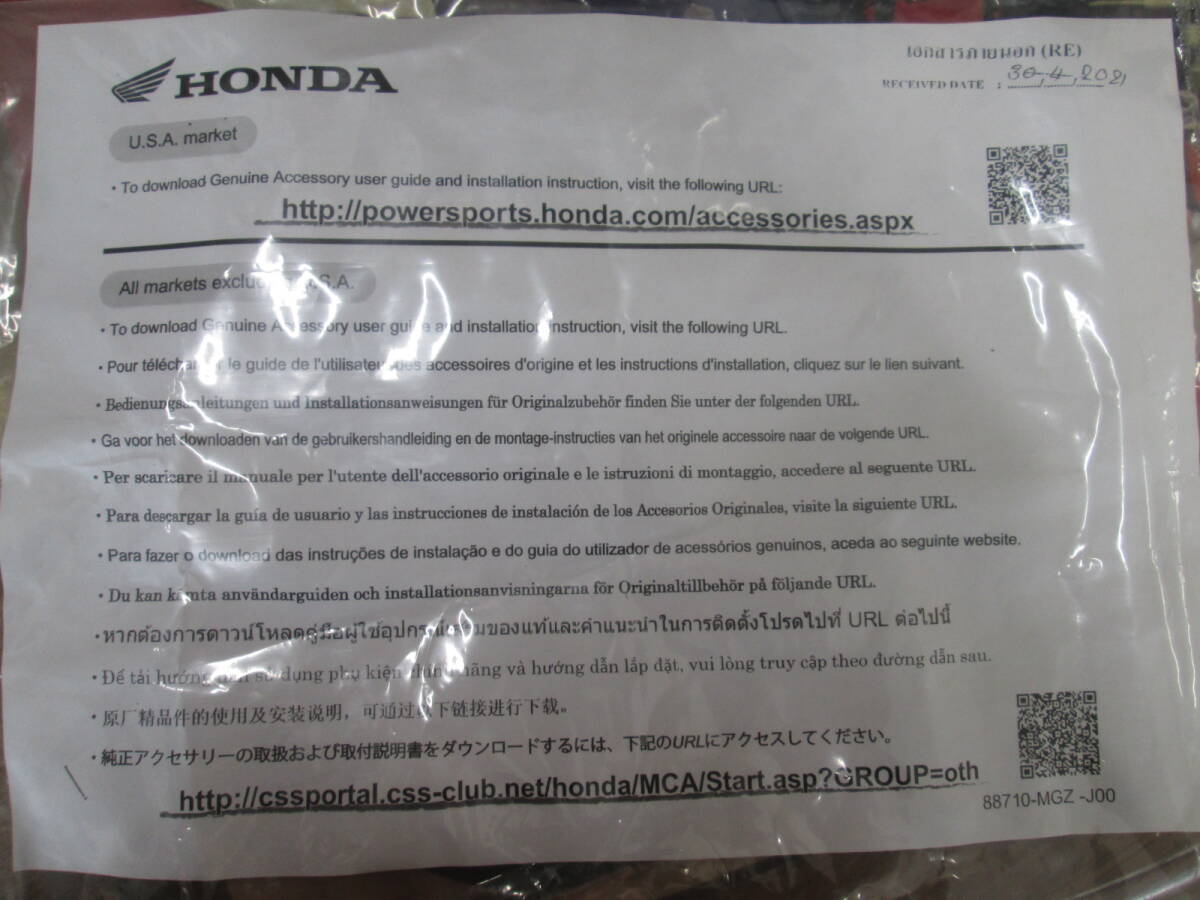 HONDA
เอกสารภายนอก (RE)
RECEIVED DATE : 30, 4, 2021
U.S.A. market
・To download Genuine Accessory user guide and installation instruction, visit the following URL:
http://powersports.honda.com/accessories.aspx
All markets excluding U.S.A.
・To download Genuine Accessory user guide and installation instruction, visit the following URL.
・Pour télécharger le guide de l'utilisateur des accessoires d'origine et les instructions d'installation, cliquez sur le lien suivant.
・Bedienungsanleitungen und Installationsanweisungen für Originalzubehör finden Sie unter der folgenden URL.
・Ga voor het downloaden van de gebruikershandleiding en de montage-instructies van het originele accessoire naar de volgende URL.
・Per scaricare il manuale per l'utente dell'accessorio originale e le istruzioni di montaggio, accedere al seguente URL.
・Para descargar la guía de usuario y las instrucciones de instalación de los Accesorios Originales, visite la siguiente URL.
・Para fazer o download das instruções de instalação e do guia do utilizador de acessórios genuinos, aceda ao seguinte website.
・Du kan hämta användarguiden och installationsanvisningarna för Originaltillbehör på följande URL.
・หากต้องการดาวน์โหลดคู่มือผู้ใช้อุปกรณ์เสริมของแท้และคำแนะนำในการติดตั้งโปรดไปที่ URL ต่อไปนี้
・Để tải hướng dẫn sử dụng phụ kiện chính hãng và hướng dẫn lắp đặt, vui lòng truy cập theo đường dẫn sau.
・原厂精品件的使用及安装说明，可通过以下链接进行下载。
・純正アクセサリーの取扱および取付説明書をダウンロードするには、下記のURLにアクセスしてください。
http://cssportal.css-club.net/honda/MCA/Start.asp?GROUP=oth
88710-MGZ -J00